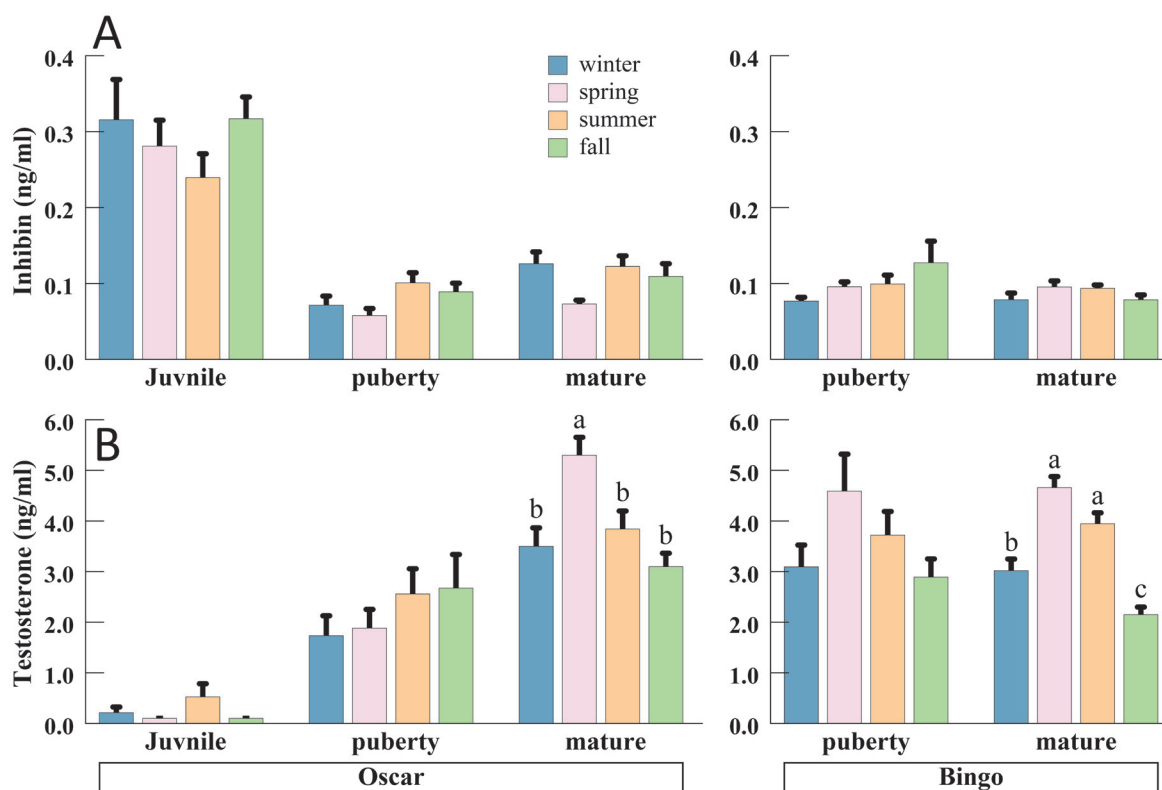 A
Inhibin (ng/ml)
0.4
0.3
0.2
0.1
0.0
winter
spring
summer
fall
Juvnile puberty mature
0.4
0.3
0.2
0.1
0.0
puberty mature
B
Testosterone (ng/ml)
6.0
5.0
4.0
3.0
2.0
1.0
0.0
b a b b
Juvnile puberty mature
Oscar
6.0
5.0
4.0
3.0
2.0
1.0
0.0
b a a c
puberty mature
Bingo